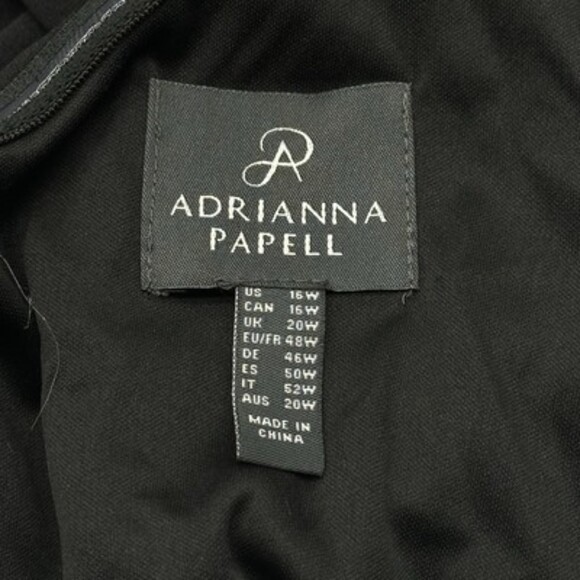 ADRIANNA
PAPELL
US 16W
CAN 16W
UK 20W
EU/FR 48W
DE 46W
ES 50W
IT 52W
AUS 20W
MADE IN
CHINA